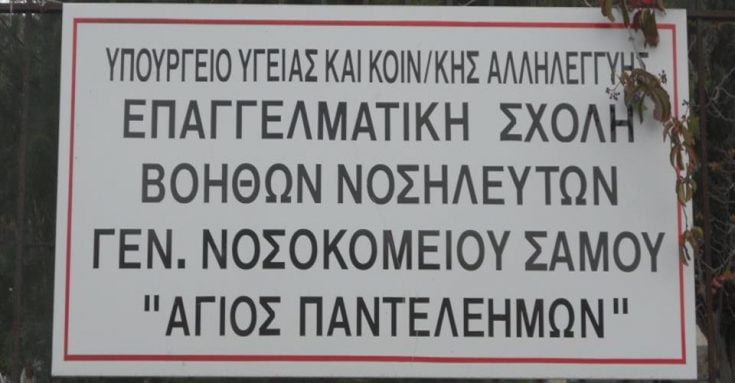 ΥΠΟΥΡΓΕΙΟ ΥΓΕΙΑΣ ΚΑΙ ΚΟΙΝ/ΚΗΣ ΑΛΛΗΛΕΓΓΥΗΣ
ΕΠΑΓΓΕΛΜΑΤΙΚΗ ΣΧΟΛΗ
ΒΟΗΘΩΝ ΝΟΣΗΛΕΥΤΩΝ
ΓΕΝ. ΝΟΣΟΚΟΜΕΙΟΥ ΣΑΜΟΥ
"ΑΓΙΟΣ ΠΑΝΤΕΛΕΗΜΩΝ"